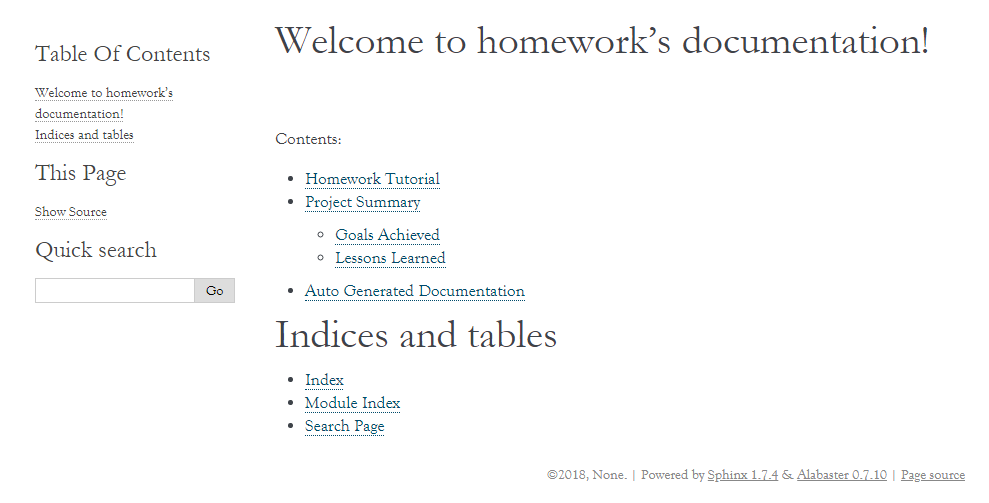 Table Of Contents
Welcome to homework’s
documentation!
Indices and tables
This Page
Show Source
Quick search
Go
Welcome to homework’s documentation!
Contents:
Homework Tutorial
Project Summary
Goals Achieved
Lessons Learned
Auto Generated Documentation
Indices and tables
Index
Module Index
Search Page
©2018, None. | Powered by Sphinx 1.7.4 & Alabaster 0.7.10 | Page source